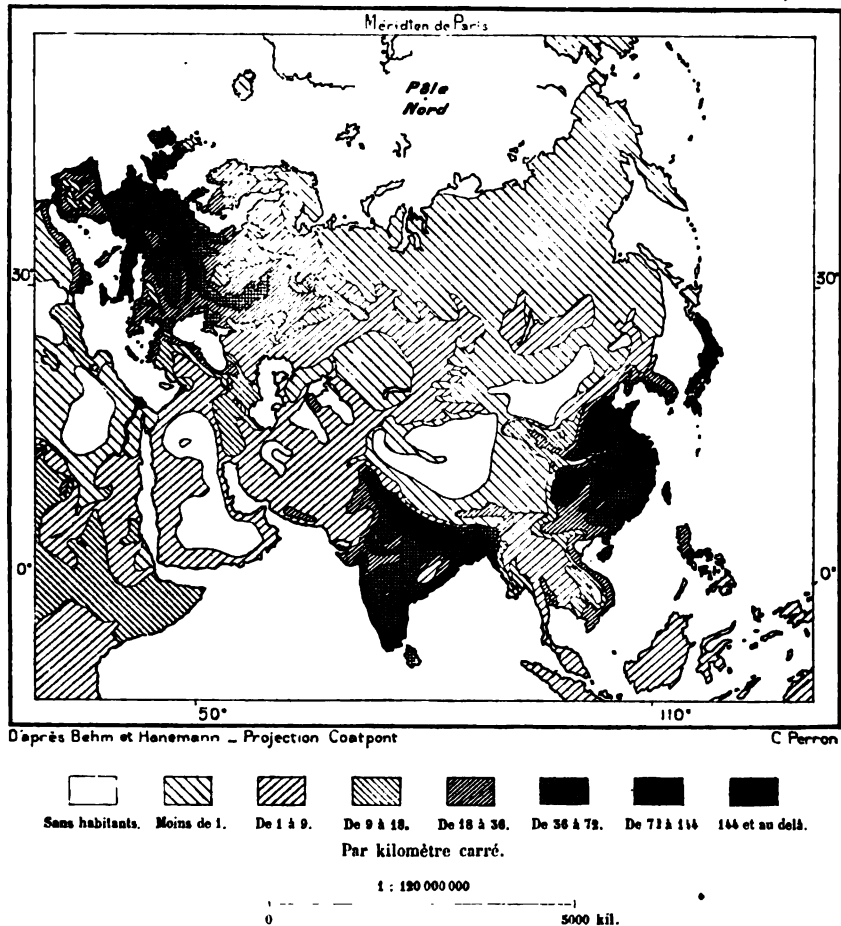 Méridien de Paris
Pôle
Nord
30° 30°
0° 0°
50° 110°
D'après Behm et Hanemann _ Projection Coatpont C Perron
Sans habitants. Moins de 1. De 1 à 9. De 9 à 18. De 18 à 36. De 36 à 72. De 72 à 144 144 et au delà.
Par kilomètre carré.
1 : 120 000 000
0 5000 kil.